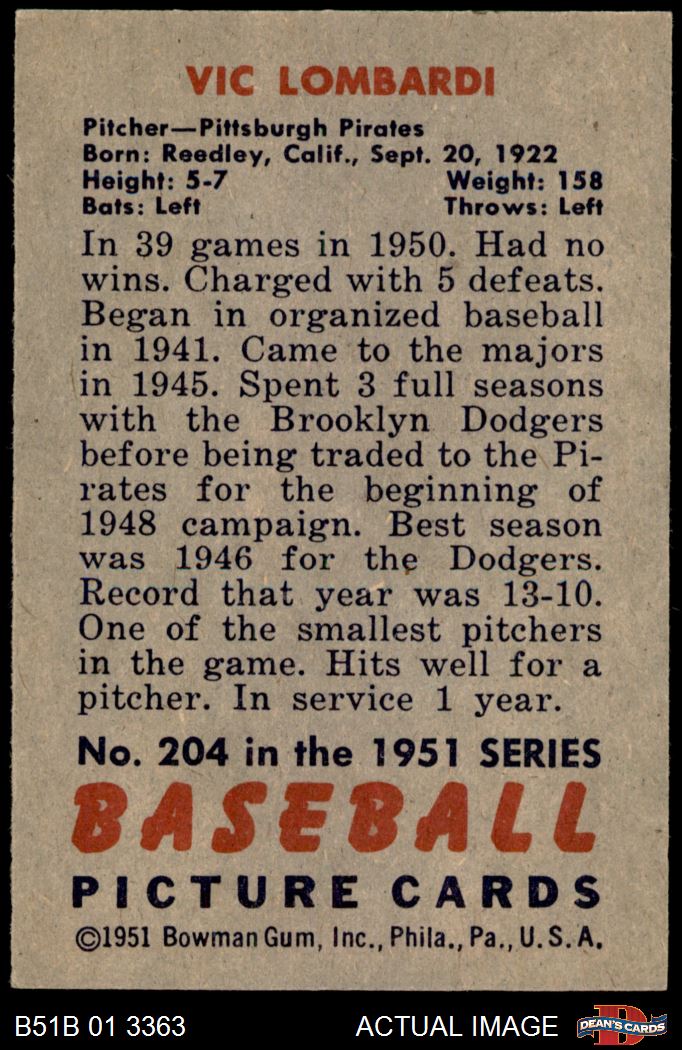 VIC LOMBARDI
Pitcher—Pittsburgh Pirates
Born: Reedley, Calif., Sept. 20, 1922
Height: 5-7 Weight: 158
Bats: Left Throws: Left
In 39 games in 1950. Had no
wins. Charged with 5 defeats.
Began in organized baseball
in 1941. Came to the majors
in 1945. Spent 3 full seasons
with the Brooklyn Dodgers
before being traded to the Pi-
rates for the beginning of
1948 campaign. Best season
was 1946 for the Dodgers.
Record that year was 13-10.
One of the smallest pitchers
in the game. Hits well for a
pitcher. In service 1 year.
No. 204 in the 1951 SERIES
BASEBALL
PICTURE CARDS
©1951 Bowman Gum, Inc., Phila., Pa., U.S.A.
B51B 01 3363 ACTUAL IMAGE
D
DEAN'S CARDS